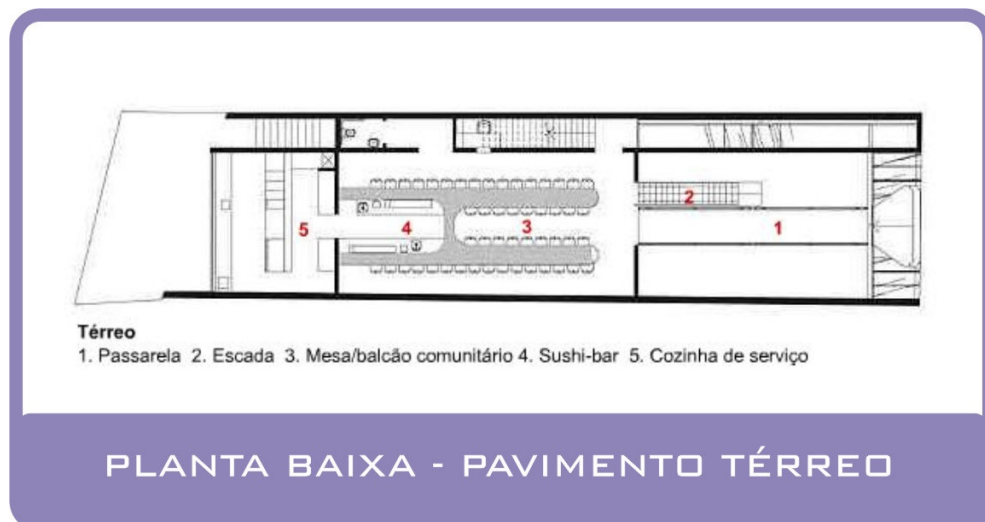 5
4
3
2
1
Térreo
1. Passarela 2. Escada 3. Mesa/balcão comunitário 4. Sushi-bar 5. Cozinha de serviço
PLANTA BAIXA - PAVIMENTO TÉRREO